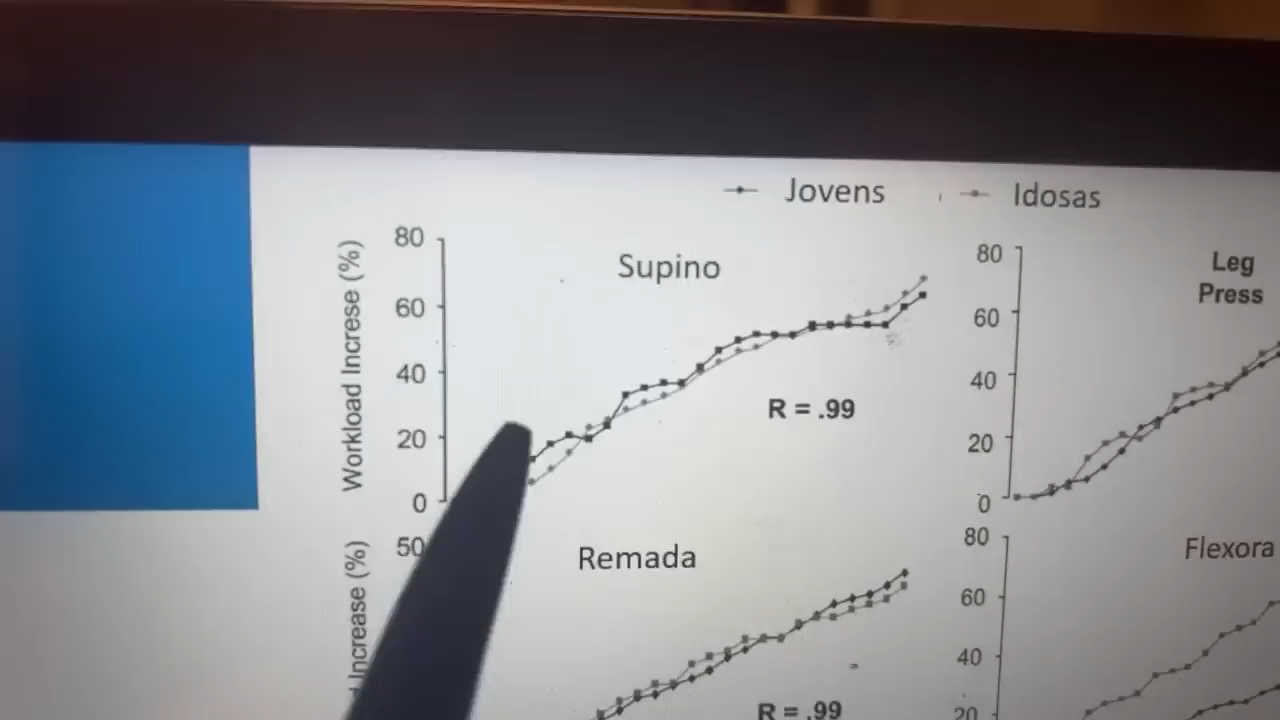 Jovens
Idosas
Workload Increse (%)
80
60
40
20
0
Supino
R = .99
80
60
40
20
0
Leg
Press
Increase (%)
50
Remada
R = .99
80
60
40
20
Flexora